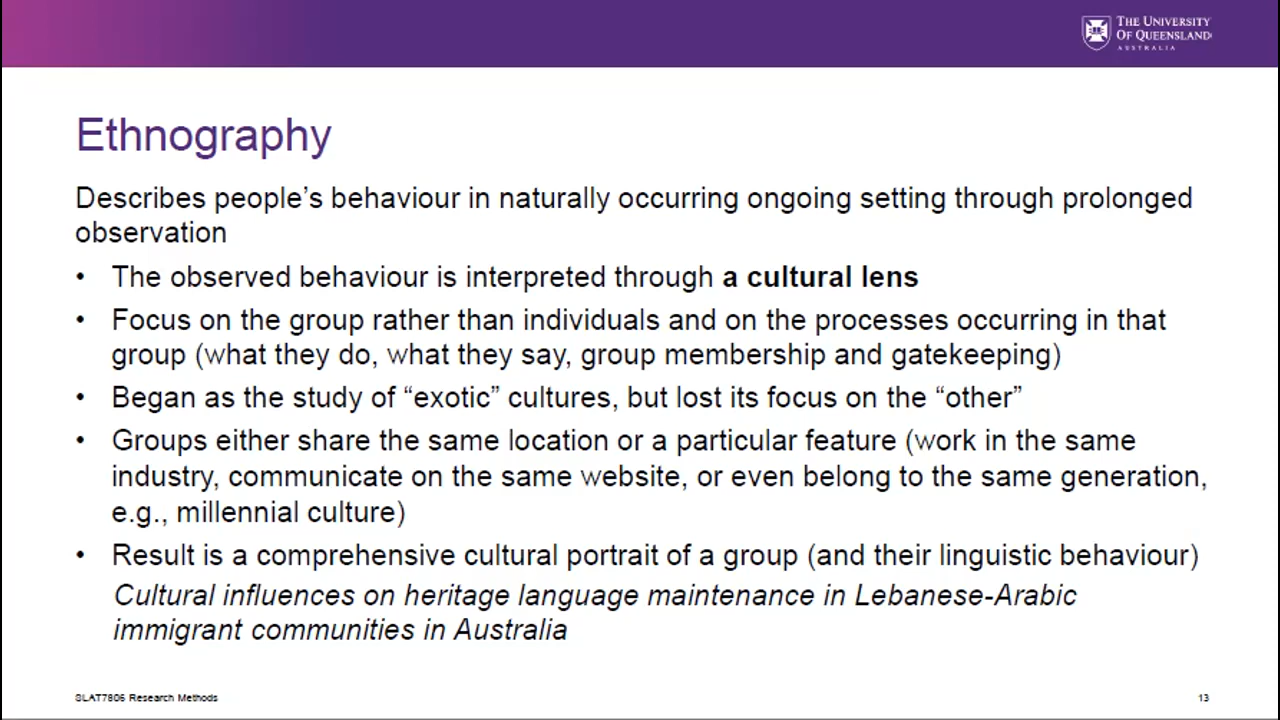 THE UNIVERSITY
OF QUEENSLAND
AUSTRALIA
Ethnography
Describes people’s behaviour in naturally occurring ongoing setting through prolonged
observation
• The observed behaviour is interpreted through a cultural lens
• Focus on the group rather than individuals and on the processes occurring in that
group (what they do, what they say, group membership and gatekeeping)
• Began as the study of “exotic” cultures, but lost its focus on the “other”
• Groups either share the same location or a particular feature (work in the same
industry, communicate on the same website, or even belong to the same generation,
e.g., millennial culture)
• Result is a comprehensive cultural portrait of a group (and their linguistic behaviour)
Cultural influences on heritage language maintenance in Lebanese-Arabic
immigrant communities in Australia
SLAT7806 Research Methods
13